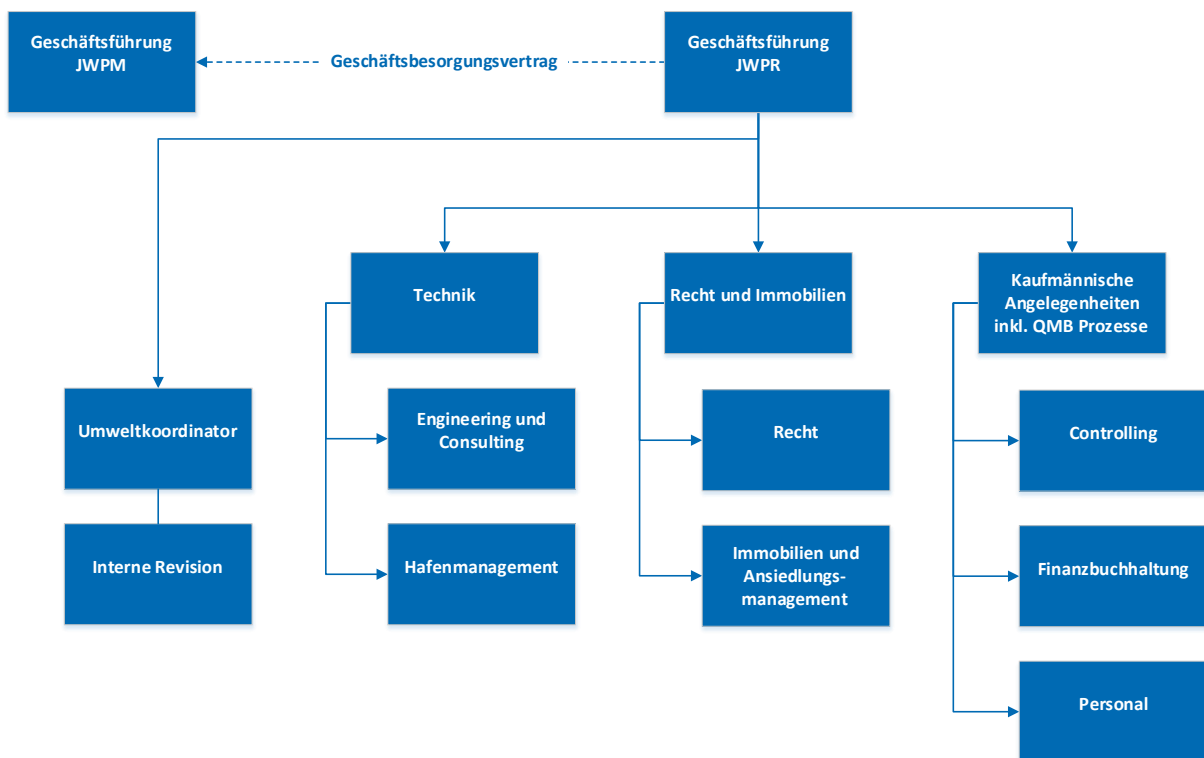 Geschäftsführung
JWPM
Geschäftsbesorgungsvertrag
Geschäftsführung
JWPR
Technik
Recht und Immobilien
Kaufmännische
Angelegenheiten
inkl. QMB Prozesse
Umweltkoordinator
Engineering und
Consulting
Recht
Controlling
Interne Revision
Hafenmanagement
Immobilien und
Ansiedlungs-
management
Finanzbuchhaltung
Personal